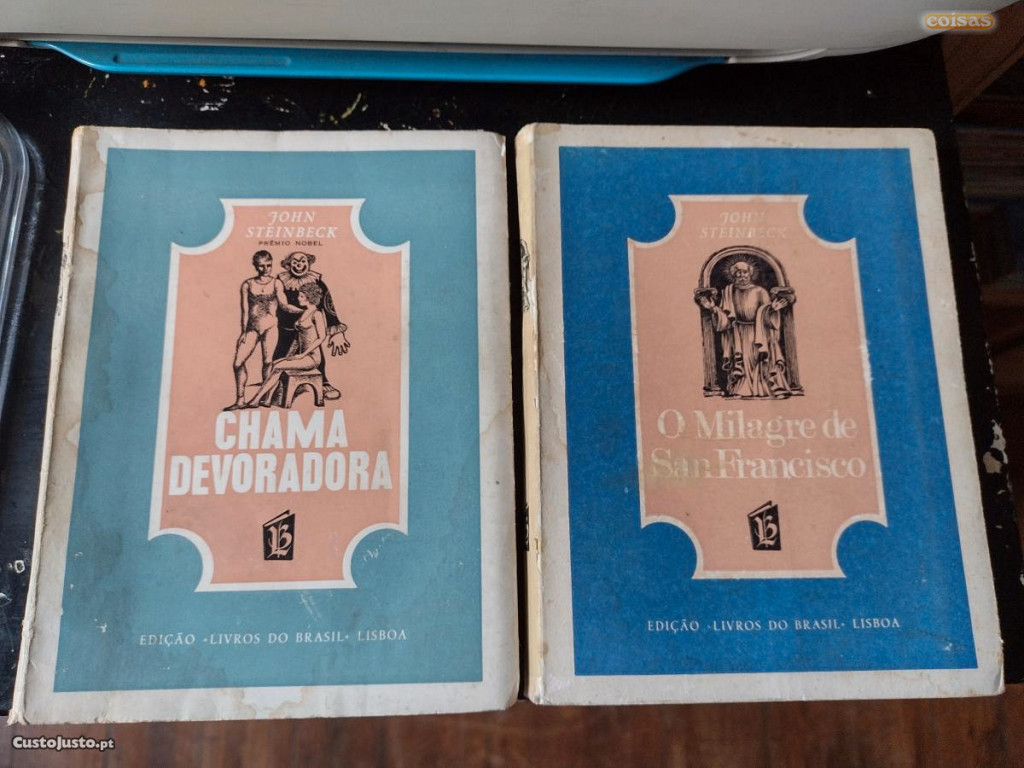 coisas
JOHN
STEINBECK
PRÉMIO NOBEL
CHAMA
DEVORADORA
B
EDIÇÃO «LIVROS DO BRASIL» LISBOA
JOHN
STEINBECK
O Milagre de
San Francisco
B
EDIÇÃO «LIVROS DO BRASIL» LISBOA
CustoJusto.pt